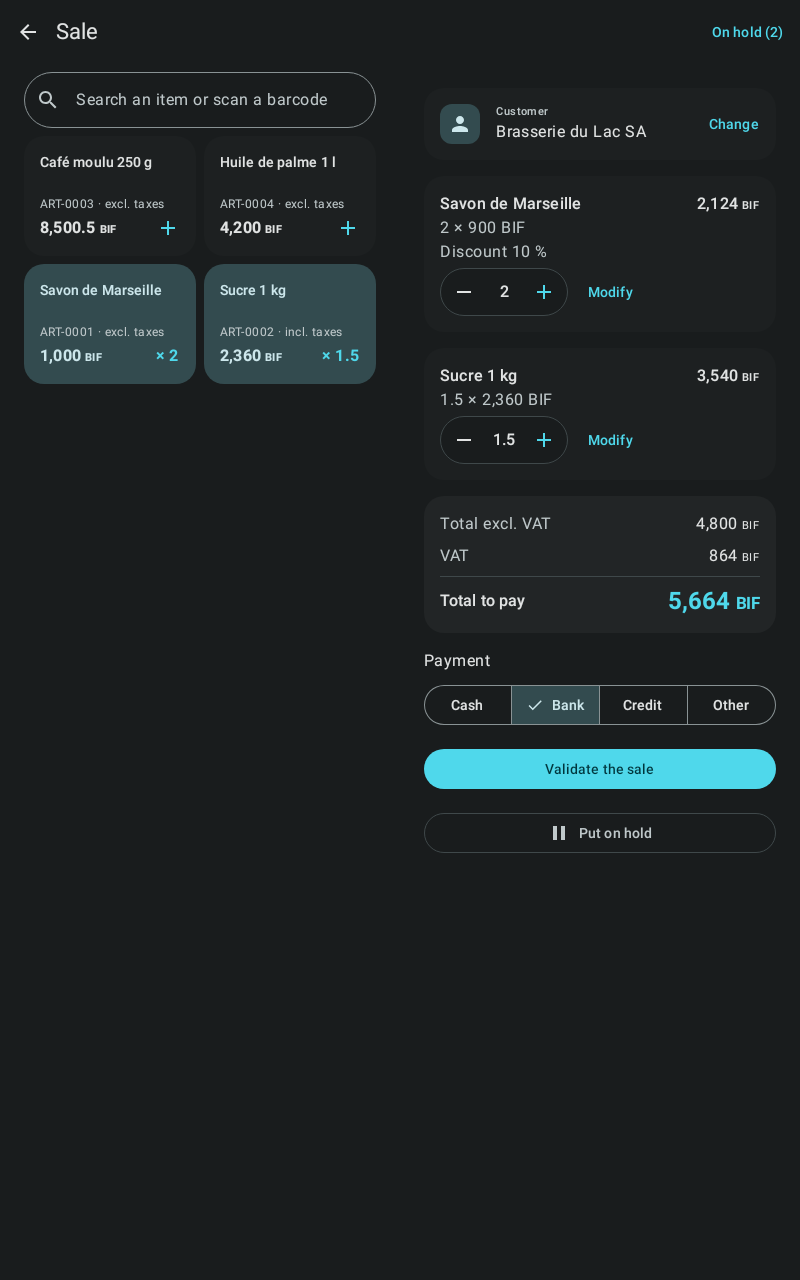 Sale
On hold (2)
Search an item or scan a barcode
Café moulu 250 g
ART-0003 · excl. taxes
8,500.5 BIF
Huile de palme 1 l
ART-0004 · excl. taxes
4,200 BIF
Savon de Marseille
ART-0001 · excl. taxes
1,000 BIF × 2
Sucre 1 kg
ART-0002 · incl. taxes
2,360 BIF × 1.5
Customer
Brasserie du Lac SA
Change
Savon de Marseille 2,124 BIF
2 × 900 BIF
Discount 10 %
2 Modify
Sucre 1 kg 3,540 BIF
1.5 × 2,360 BIF
1.5 Modify
Total excl. VAT 4,800 BIF
VAT 864 BIF
Total to pay 5,664 BIF
Payment
Cash Bank Credit Other
Validate the sale
Put on hold